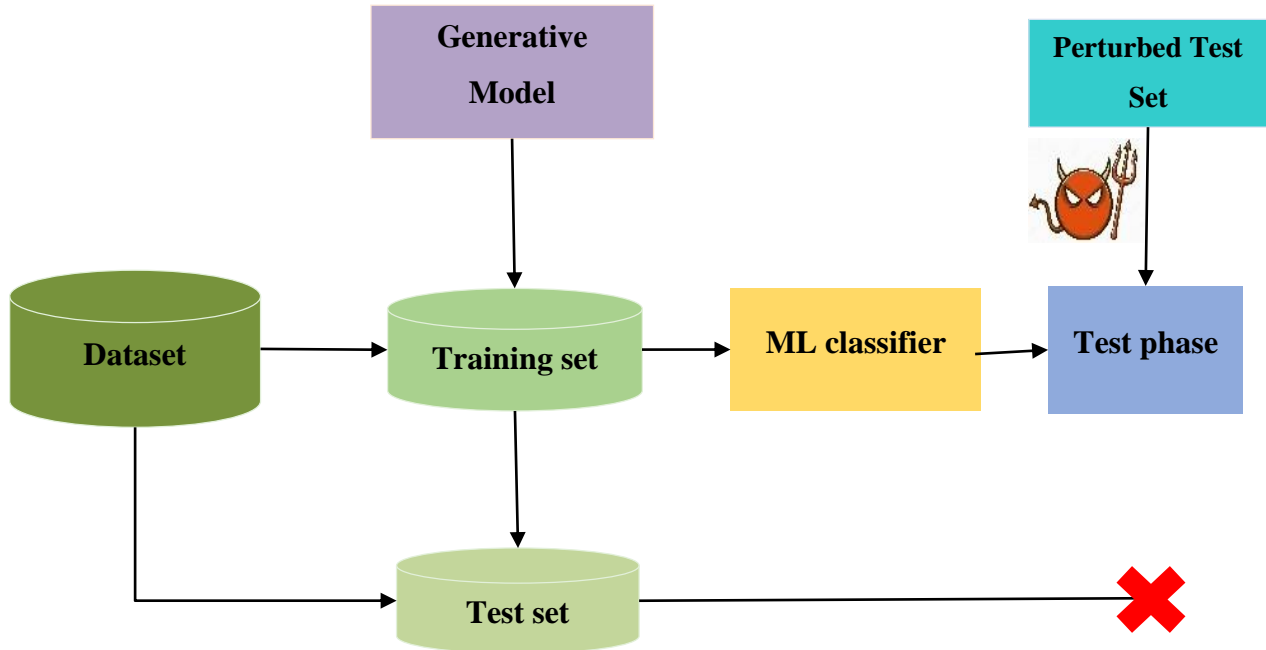 Generative
Model
Perturbed Test
Set
Dataset
Training set
ML classifier
Test phase
Test set